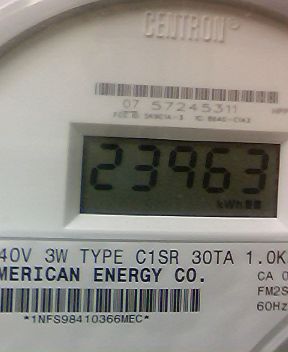 CENTRON
07 57245311
23963
kWh
40V 3W TYPE C1SR 30TA 1.0K
MERICAN ENERGY CO.
CA 0
FM2S
60Hz
*1NFS98410366MEC*